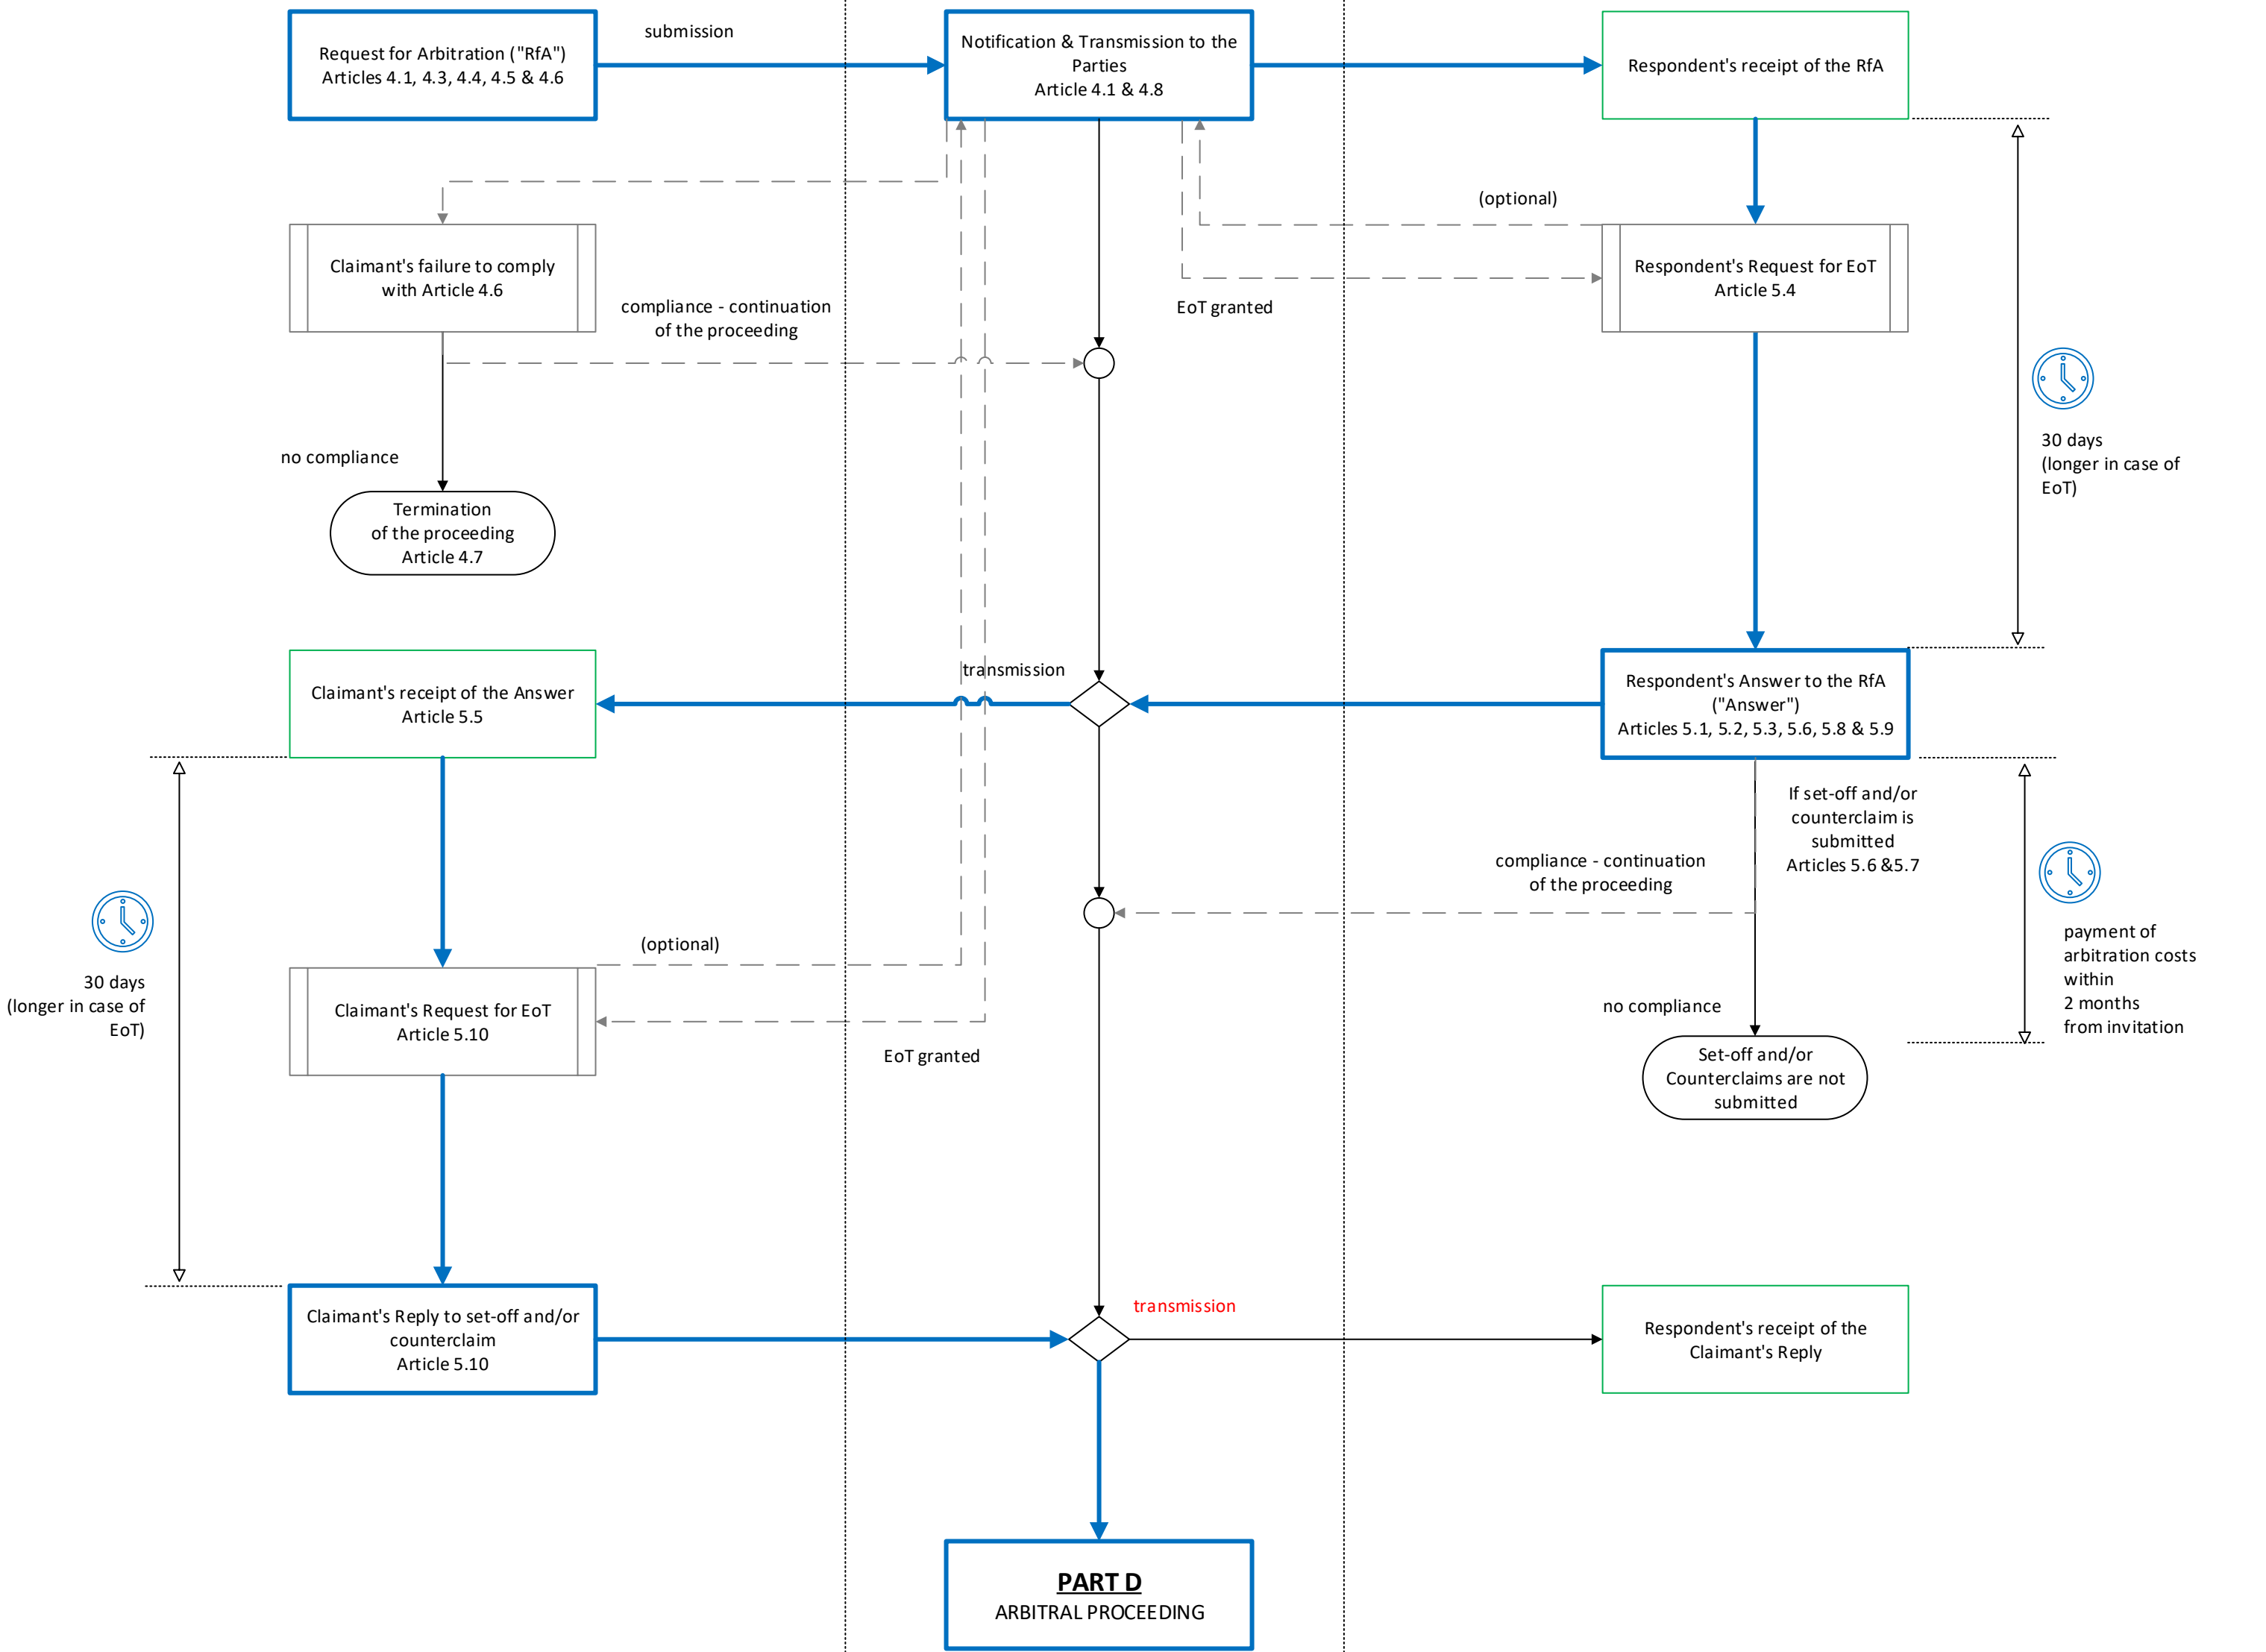 Request for Arbitration ("RfA")
Articles 4.1, 4.3, 4.4, 4.5 & 4.6
submission
Notification & Transmission to the
Parties
Article 4.1 & 4.8
Respondent's receipt of the RfA
(optional)
Claimant's failure to comply
with Article 4.6
Respondent's Request for EoT
Article 5.4
compliance - continuation
of the proceeding
EoT granted
30 days
(longer in case of
EoT)
no compliance
Termination
of the proceeding
Article 4.7
transmission
Claimant's receipt of the Answer
Article 5.5
Respondent's Answer to the RfA
("Answer")
Articles 5.1, 5.2, 5.3, 5.6, 5.8 & 5.9
If set-off and/or
counterclaim is
submitted
Articles 5.6 &5.7
compliance - continuation
of the proceeding
payment of
arbitration costs
within
2 months
from invitation
(optional)
30 days
(longer in case of
EoT)
Claimant's Request for EoT
Article 5.10
no compliance
EoT granted
Set-off and/or
Counterclaims are not
submitted
Claimant's Reply to set-off and/or
counterclaim
Article 5.10
transmission
Respondent's receipt of the
Claimant's Reply
PART D
ARBITRAL PROCEEDING